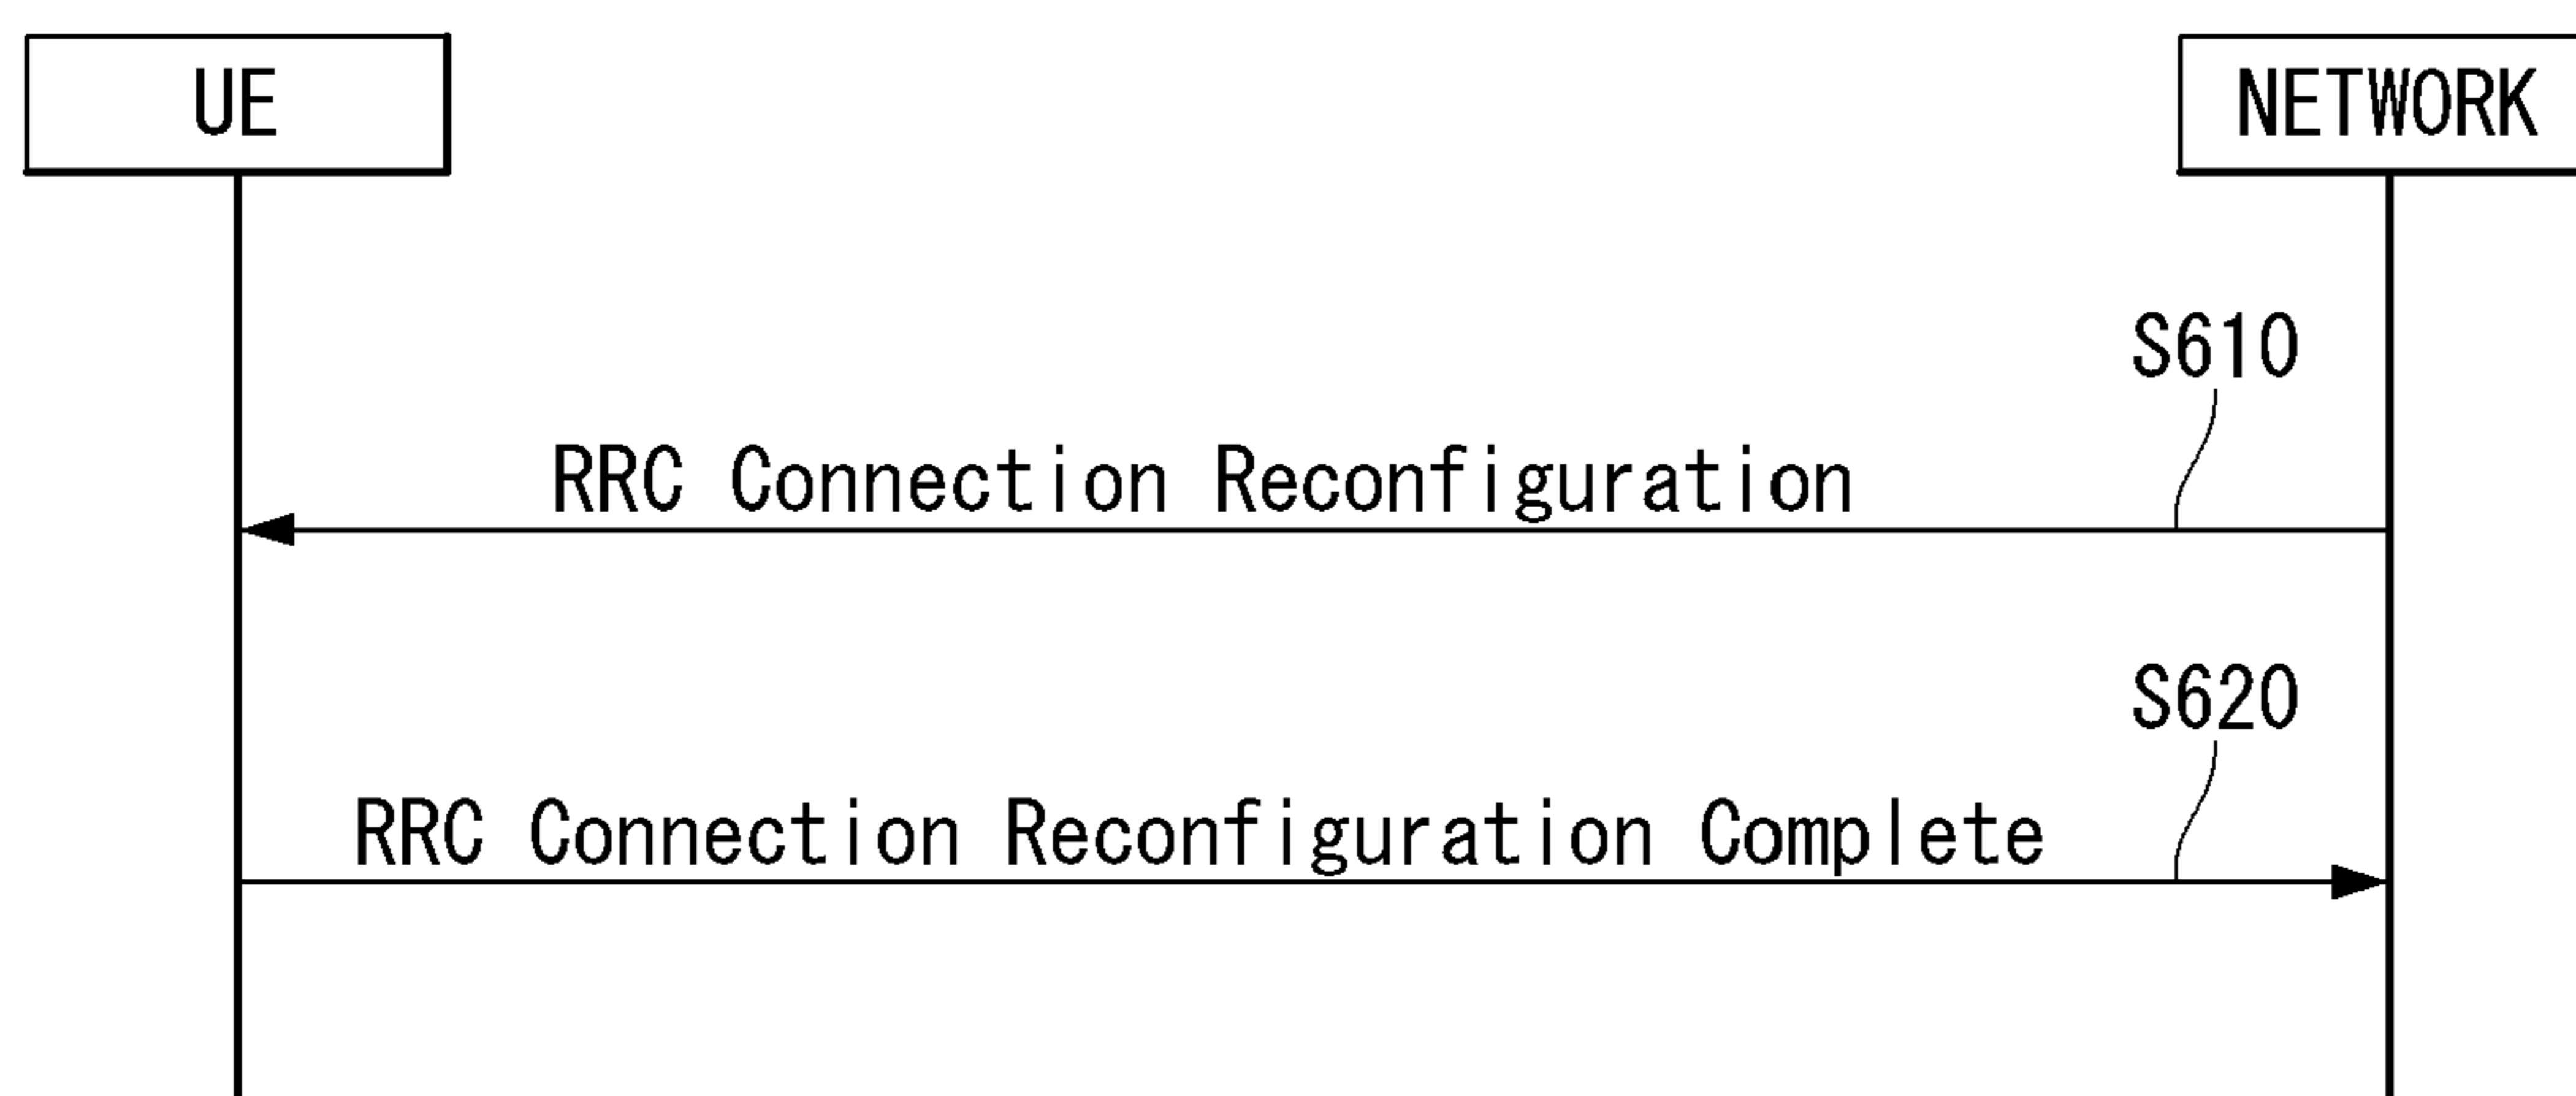 UE
NETWORK
S610
RRC Connection Reconfiguration
S620
RRC Connection Reconfiguration Complete